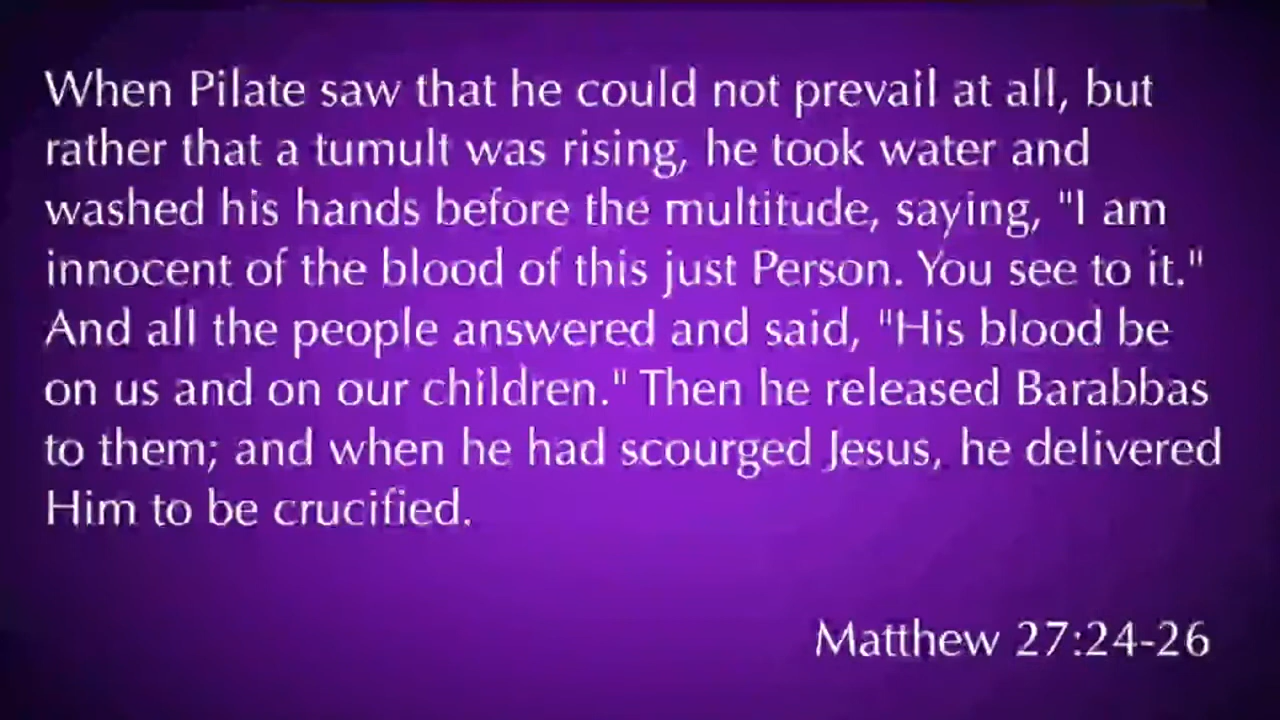 When Pilate saw that he could not prevail at all, but
rather that a tumult was rising, he took water and
washed his hands before the multitude, saying, "I am
innocent of the blood of this just Person. You see to it."
And all the people answered and said, "His blood be
on us and on our children." Then he released Barabbas
to them; and when he had scourged Jesus, he delivered
Him to be crucified.
Matthew 27:24-26